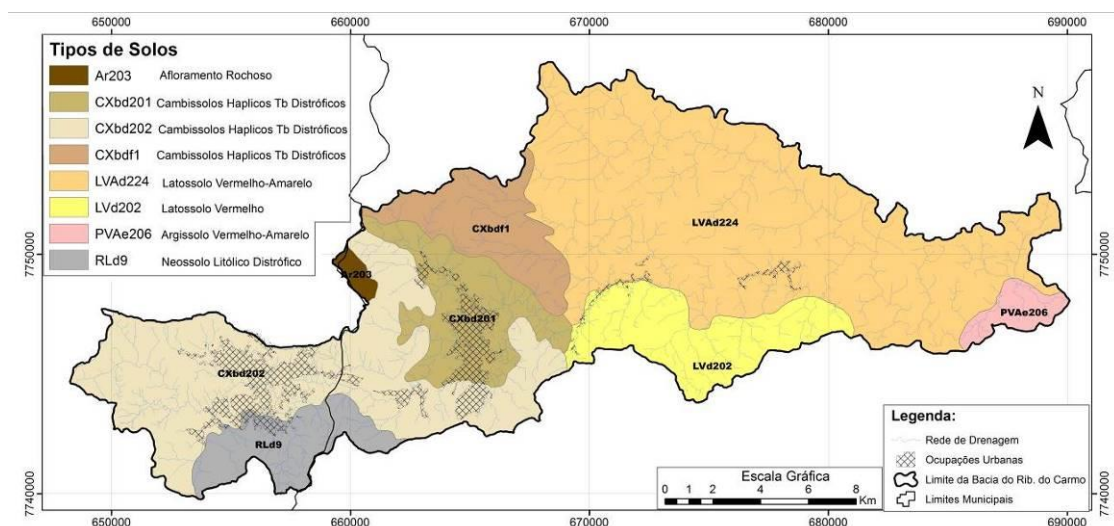 650000 660000 670000 680000 690000
Tipos de Solos
Ar203 Afloramento Rochoso
CXbd201 Cambissolos Haplicos Tb Distróficos
CXbd202 Cambissolos Haplicos Tb Distróficos
CXbdf1 Cambissolos Haplicos Tb Distróficos
LVAd224 Latossolo Vermelho-Amarelo
LVd202 Latossolo Vermelho
PVAe206 Argissolo Vermelho-Amarelo
RLd9 Neossolo Litólico Distrófico
N
CXbdf1
LVAd224
7750000
7750000
Ar203
CXbd201
PVAe206
CXbd202
LVd202
RLd9
Legenda:
Rede de Drenagem
Ocupações Urbanas
Limite da Bacia do Rib. do Carmo
Limites Municipais
Escala Gráfica
0 1 2 4 6 8
Km
7740000
7740000
650000 660000 670000 680000 690000